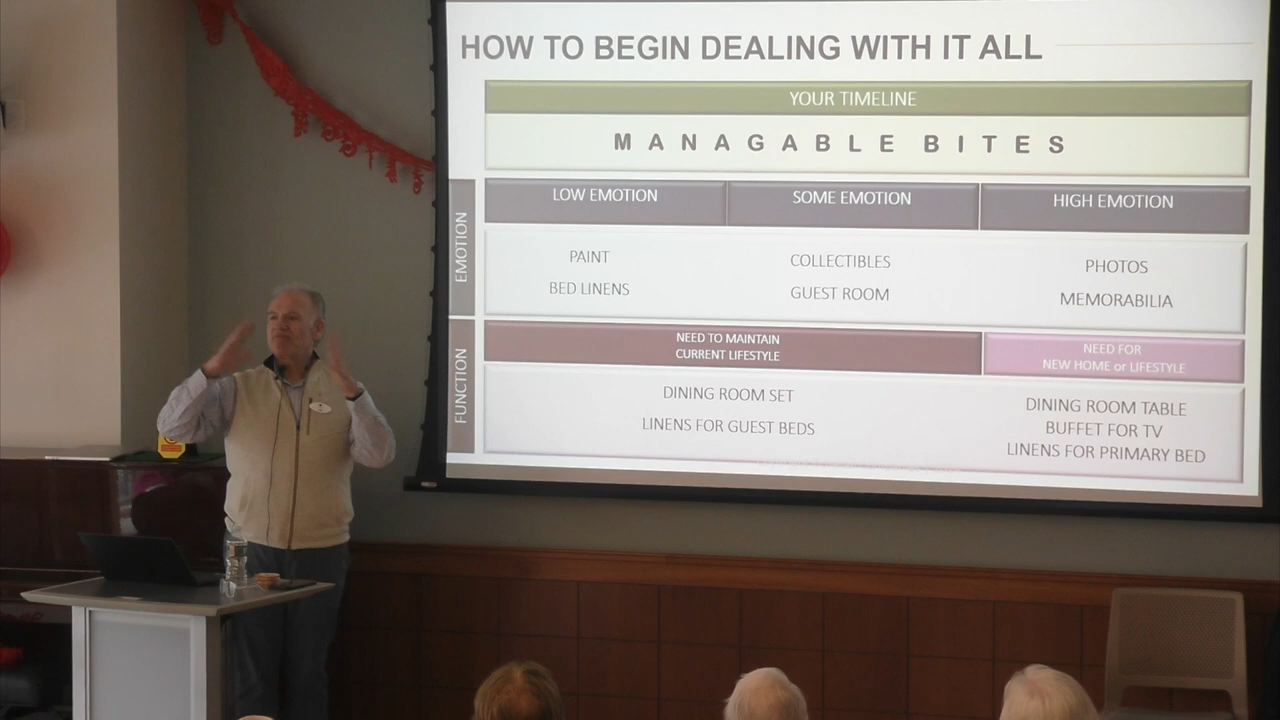 HOW TO BEGIN DEALING WITH IT ALL
YOUR TIMELINE
MANAGABLE BITES
EMOTION
LOW EMOTION
SOME EMOTION
HIGH EMOTION
PAINT
BED LINENS
COLLECTIBLES
GUEST ROOM
PHOTOS
MEMORABILIA
FUNCTION
NEED TO MAINTAIN
CURRENT LIFESTYLE
NEED FOR
NEW HOME or LIFESTYLE
DINING ROOM SET
LINENS FOR GUEST BEDS
DINING ROOM TABLE
BUFFET FOR TV
LINENS FOR PRIMARY BED